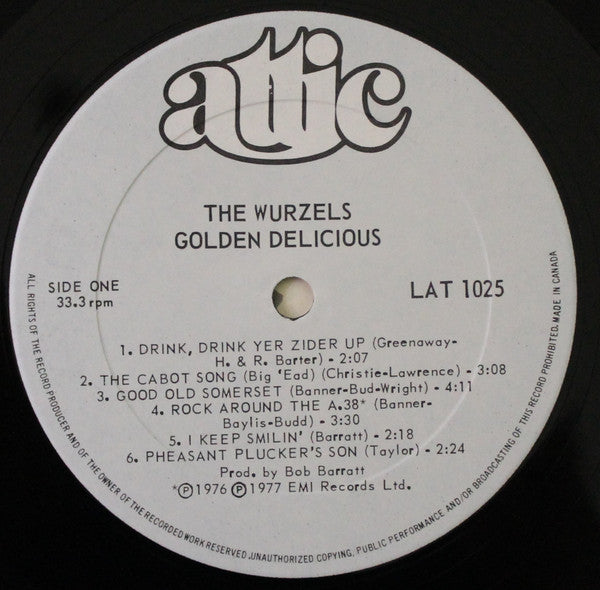 attic
THE WURZELS
GOLDEN DELICIOUS
SIDE ONE
33.3 rpm
LAT 1025
1. DRINK, DRINK YER ZIDER UP (Greenaway-
H. & R. Barter) - 2:07
2. THE CABOT SONG (Big 'Ead) (Christie-Lawrence) - 3:08
3. GOOD OLD SOMERSET (Banner-Bud-Wright) - 4:11
4. ROCK AROUND THE A.38* (Banner-
Baylis-Budd) - 3:30
5. I KEEP SMILIN' (Barratt) - 2:18
6. PHEASANT PLUCKER'S SON (Taylor) - 2:24
Prod. by Bob Barratt
*Ⓟ1976 Ⓟ1977 EMI Records Ltd.
ALL RIGHTS OF THE RECORD PRODUCER AND OF THE OWNER OF THE RECORDED WORK RESERVED. UNAUTHORIZED COPYING, PUBLIC PERFORMANCE AND/OR BROADCASTING OF THIS RECORD PROHIBITED. MADE IN CANADA